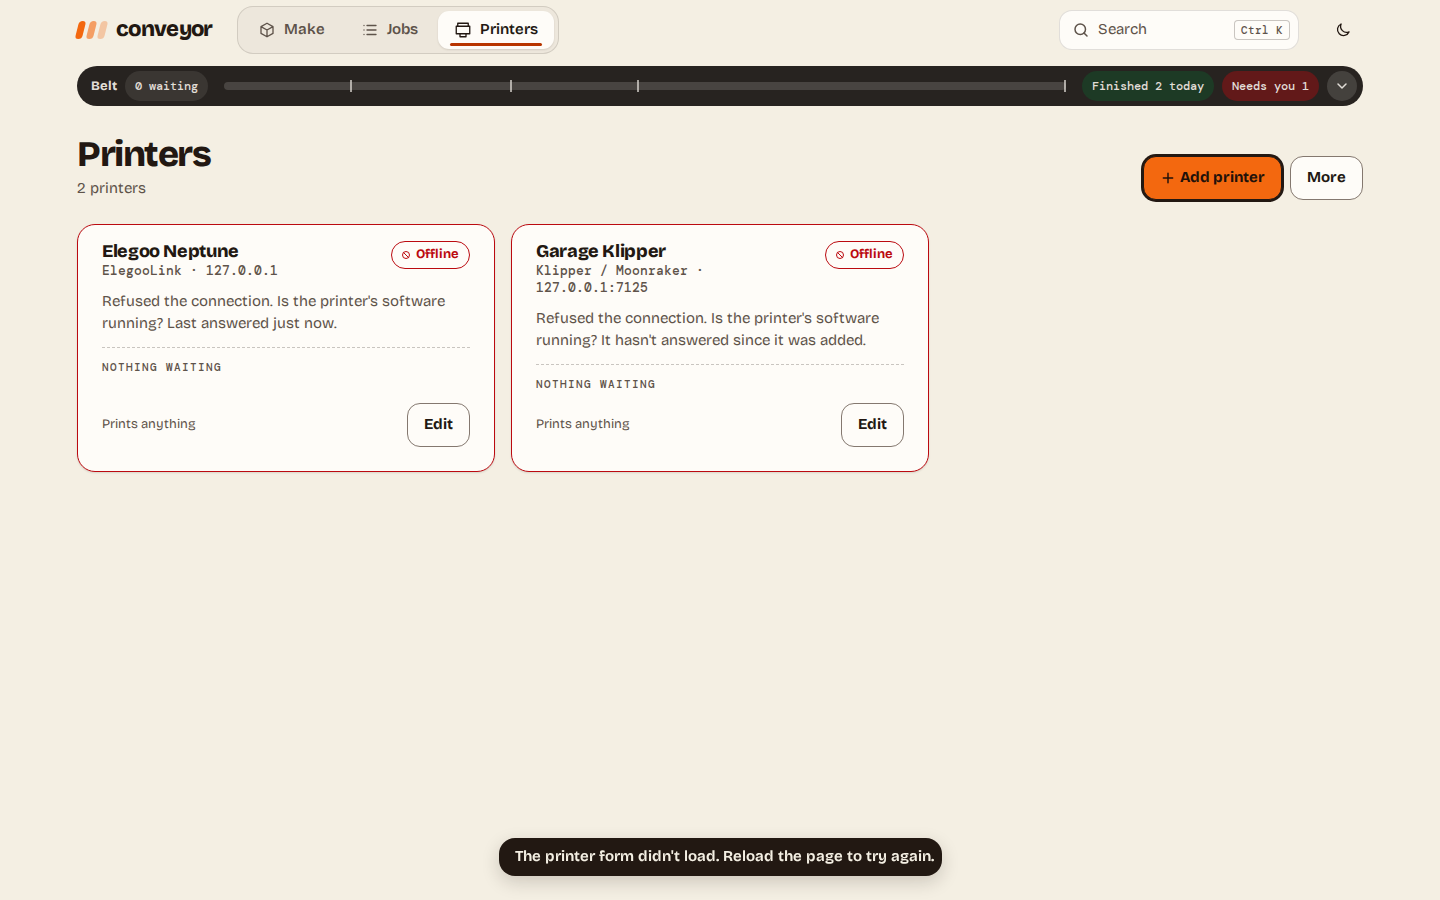 conveyor
Make
Jobs
Printers
Search
Ctrl K
Belt
0 waiting
Finished 2 today
Needs you 1
Printers
2 printers
+ Add printer
More
Elegoo Neptune
Offline
ElegooLink · 127.0.0.1
Refused the connection. Is the printer's software
running? Last answered just now.
NOTHING WAITING
Prints anything
Edit
Garage Klipper
Offline
Klipper / Moonraker ·
127.0.0.1:7125
Refused the connection. Is the printer's software
running? It hasn't answered since it was added.
NOTHING WAITING
Prints anything
Edit
The printer form didn't load. Reload the page to try again.